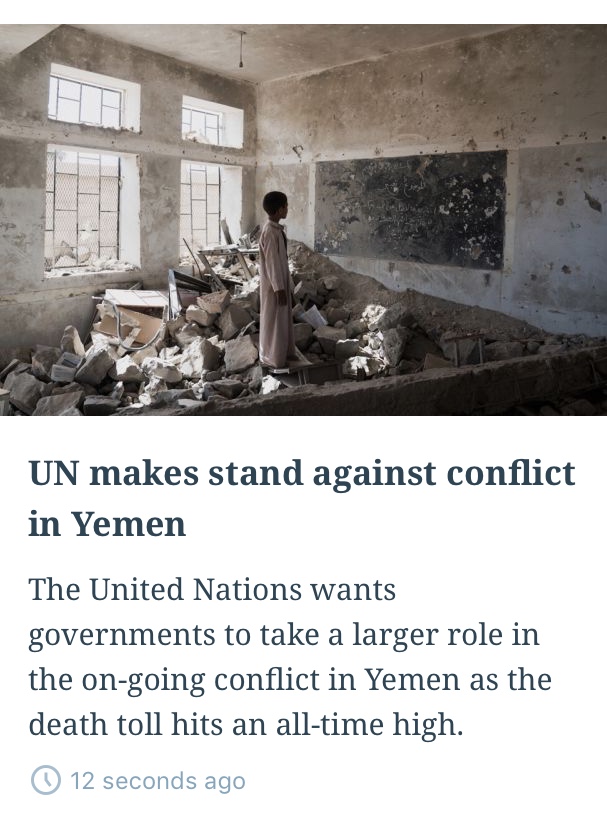 UN makes stand against conflict
in Yemen
The United Nations wants
governments to take a larger role in
the on-going conflict in Yemen as the
death toll hits an all-time high.
12 seconds ago